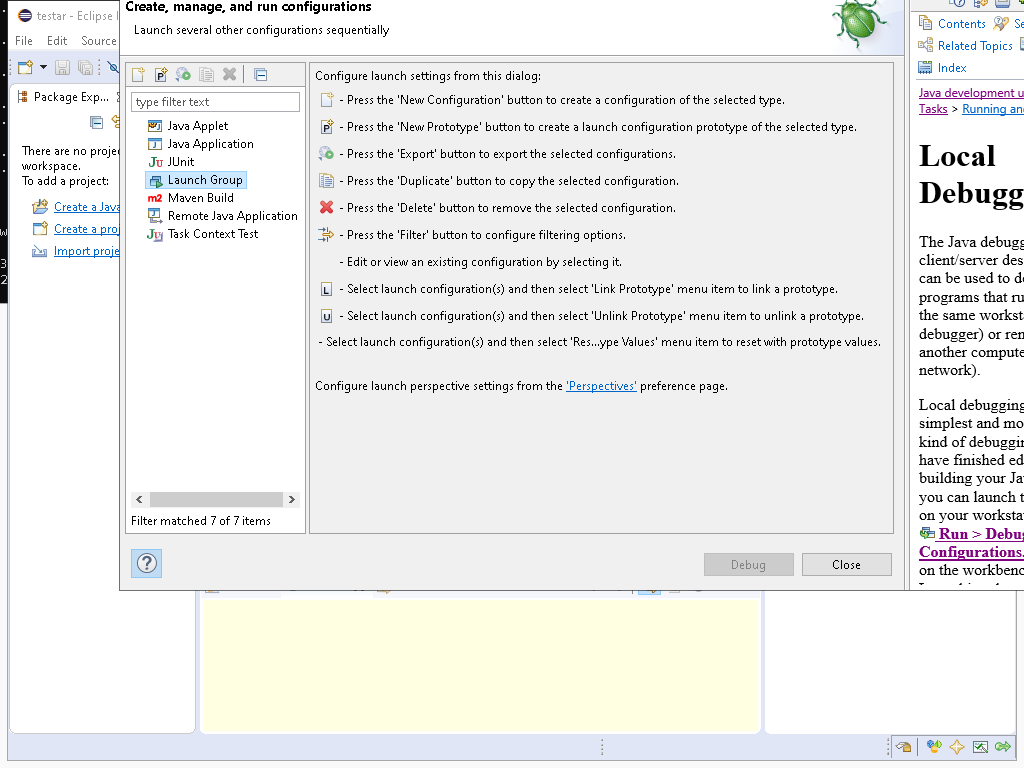 testar - Eclipse I
File Edit Source
Package Exp...
There are no proje
workspace.
To add a project:
Create a Java
Create a proj
Import proje
Create, manage, and run configurations
Launch several other configurations sequentially
type filter text
Java Applet
Java Application
JUnit
Launch Group
Maven Build
Remote Java Application
Task Context Test
Filter matched 7 of 7 items
Configure launch settings from this dialog:
- Press the 'New Configuration' button to create a configuration of the selected type.
- Press the 'New Prototype' button to create a launch configuration prototype of the selected type.
- Press the 'Export' button to export the selected configurations.
- Press the 'Duplicate' button to copy the selected configuration.
- Press the 'Delete' button to remove the selected configuration.
- Press the 'Filter' button to configure filtering options.
- Edit or view an existing configuration by selecting it.
- Select launch configuration(s) and then select 'Link Prototype' menu item to link a prototype.
- Select launch configuration(s) and then select 'Unlink Prototype' menu item to unlink a prototype.
- Select launch configuration(s) and then select 'Res...ype Values' menu item to reset with prototype values.
Configure launch perspective settings from the 'Perspectives' preference page.
Debug
Close
Contents Se
Related Topics
Index
Java development u
Tasks > Running and
Local
Debugg
The Java debugg
client/server des
can be used to de
programs that ru
the same worksta
debugger) or ren
another compute
network).
Local debugging
simplest and mo
kind of debuggin
have finished ed
building your Ja
you can launch t
on your worksta
Run > Debug
Configurations.
on the workbenc